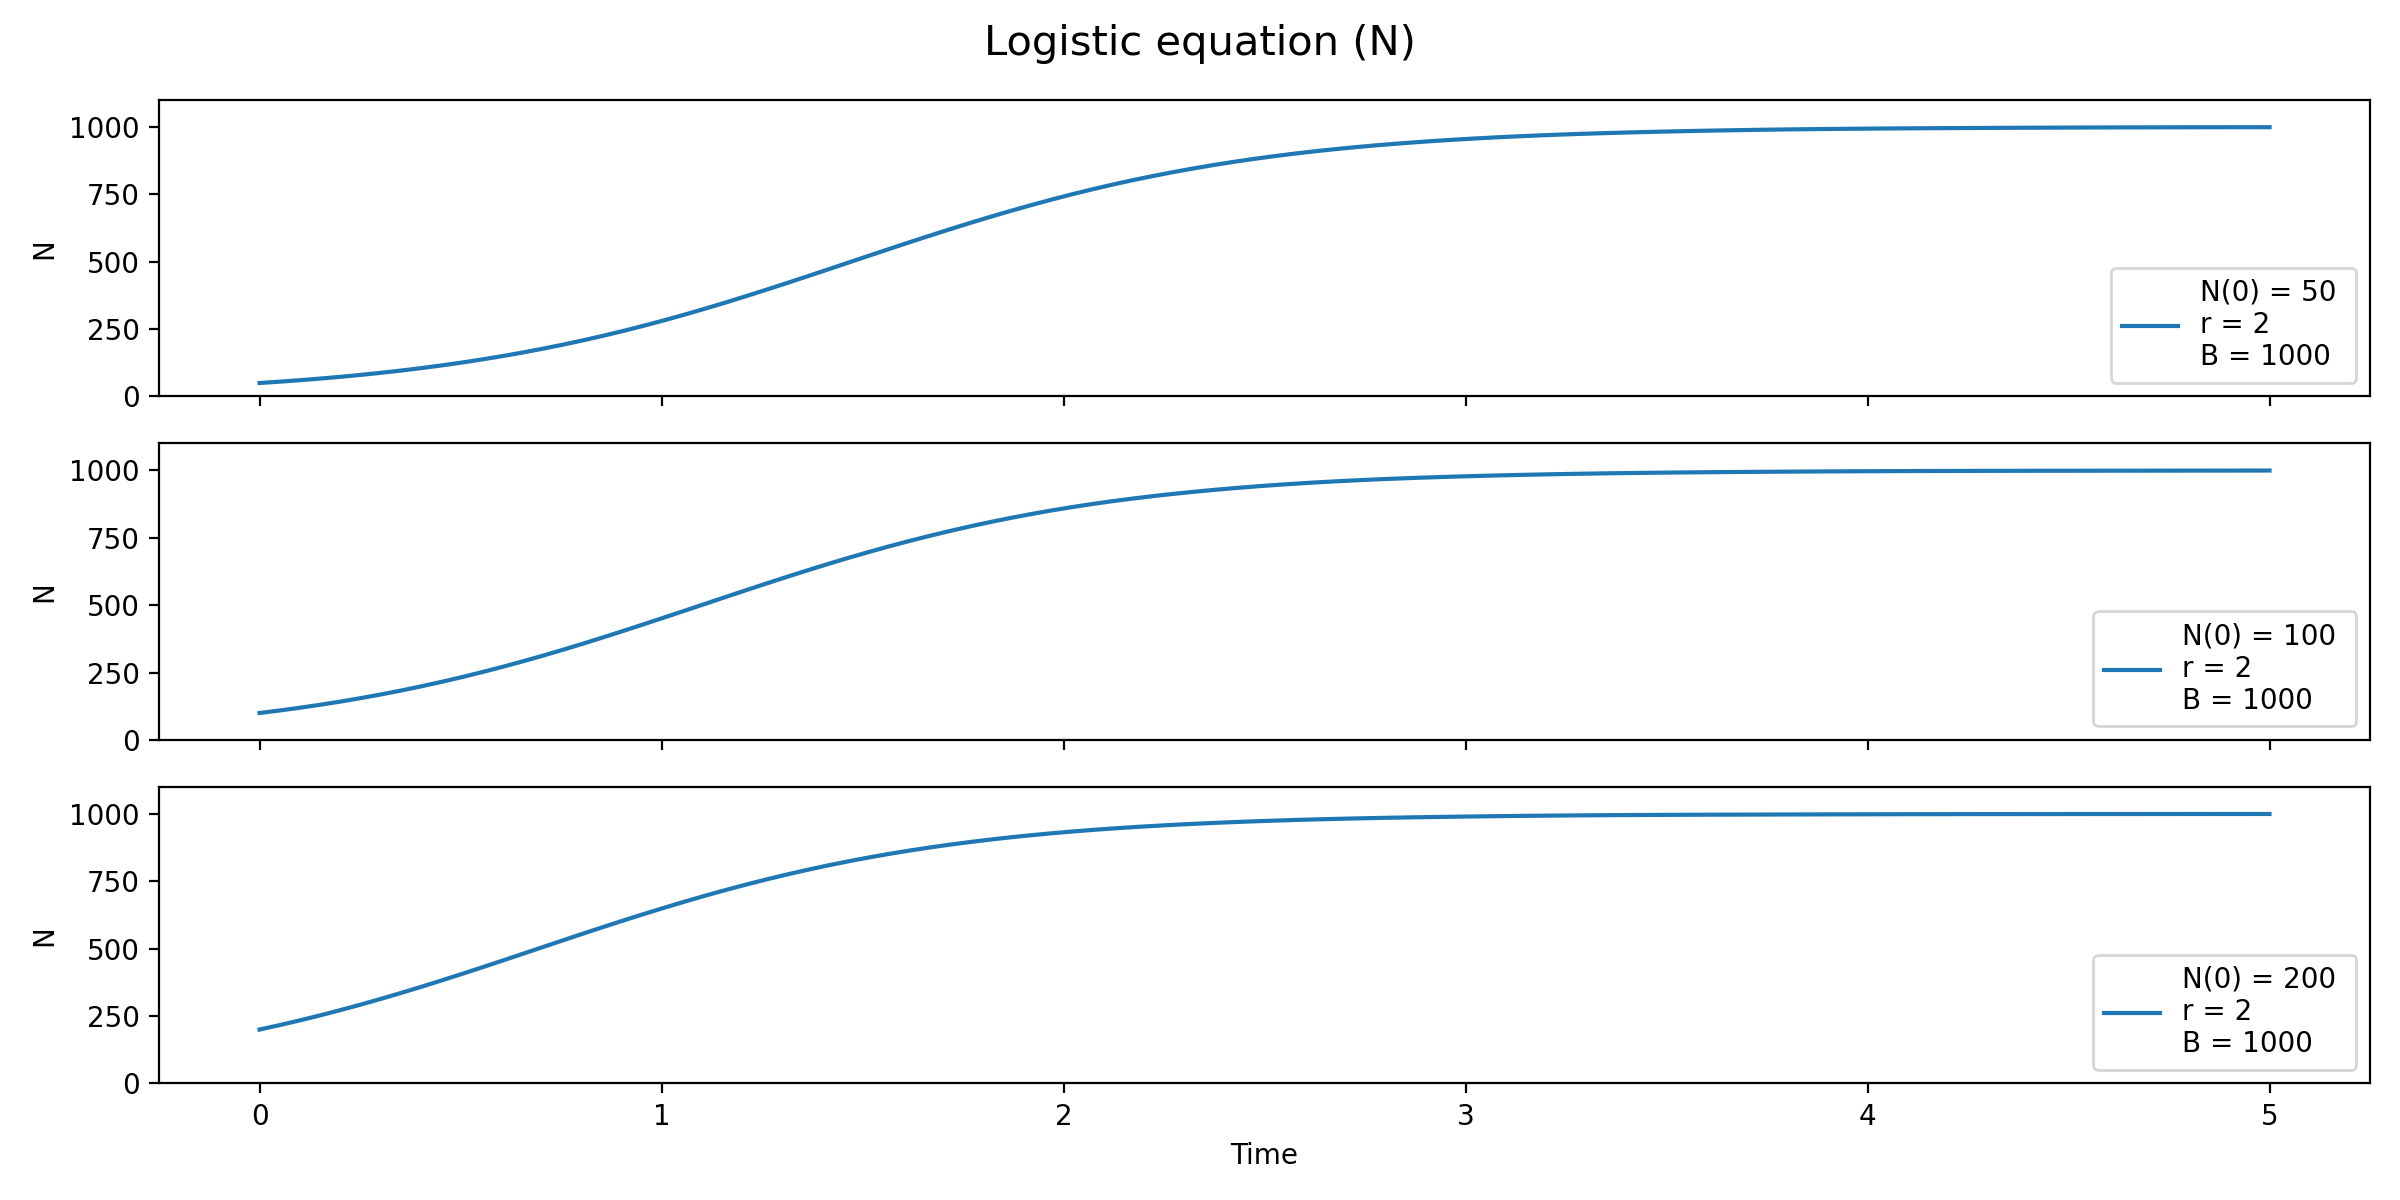 Logistic equation (N)
1000
750
500
250
0
N
N(0) = 50
r = 2
B = 1000
1000
750
500
250
0
N
N(0) = 100
r = 2
B = 1000
1000
750
500
250
0
N
N(0) = 200
r = 2
B = 1000
0 1 2 3 4 5
Time